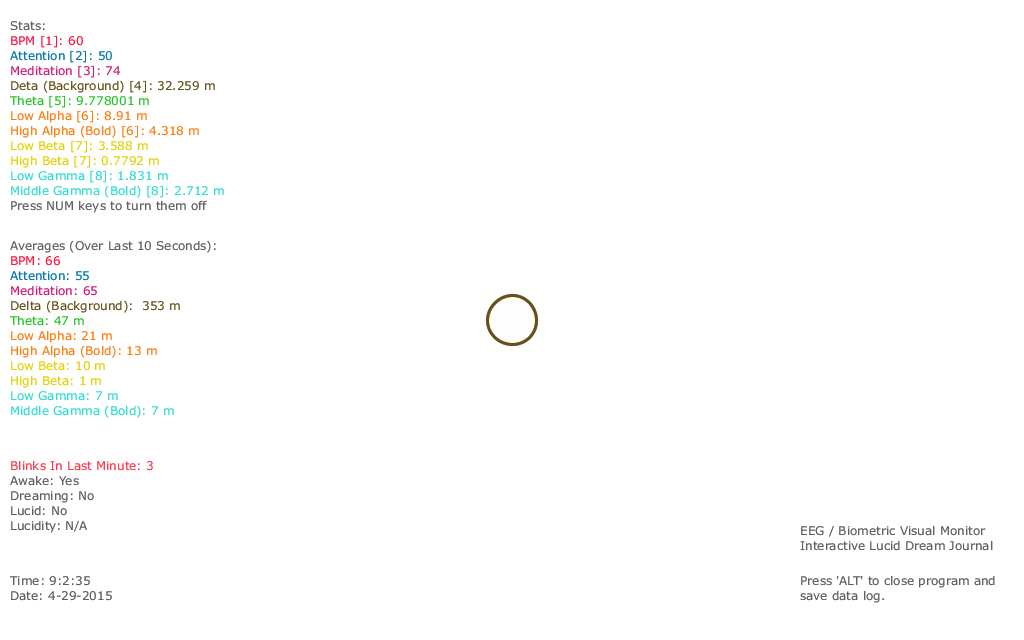 Stats:
BPM [1]: 60
Attention [2]: 50
Meditation [3]: 74
Deta (Background) [4]: 32.259 m
Theta [5]: 9.778001 m
Low Alpha [6]: 8.91 m
High Alpha (Bold) [6]: 4.318 m
Low Beta [7]: 3.588 m
High Beta [7]: 0.7792 m
Low Gamma [8]: 1.831 m
Middle Gamma (Bold) [8]: 2.712 m
Press NUM keys to turn them off
Averages (Over Last 10 Seconds):
BPM: 66
Attention: 55
Meditation: 65
Delta (Background):  353 m
Theta: 47 m
Low Alpha: 21 m
High Alpha (Bold): 13 m
Low Beta: 10 m
High Beta: 1 m
Low Gamma: 7 m
Middle Gamma (Bold): 7 m
Blinks In Last Minute: 3
Awake: Yes
Dreaming: No
Lucid: No
Lucidity: N/A
Time: 9:2:35
Date: 4-29-2015
EEG / Biometric Visual Monitor
Interactive Lucid Dream Journal
Press 'ALT' to close program and
save data log.